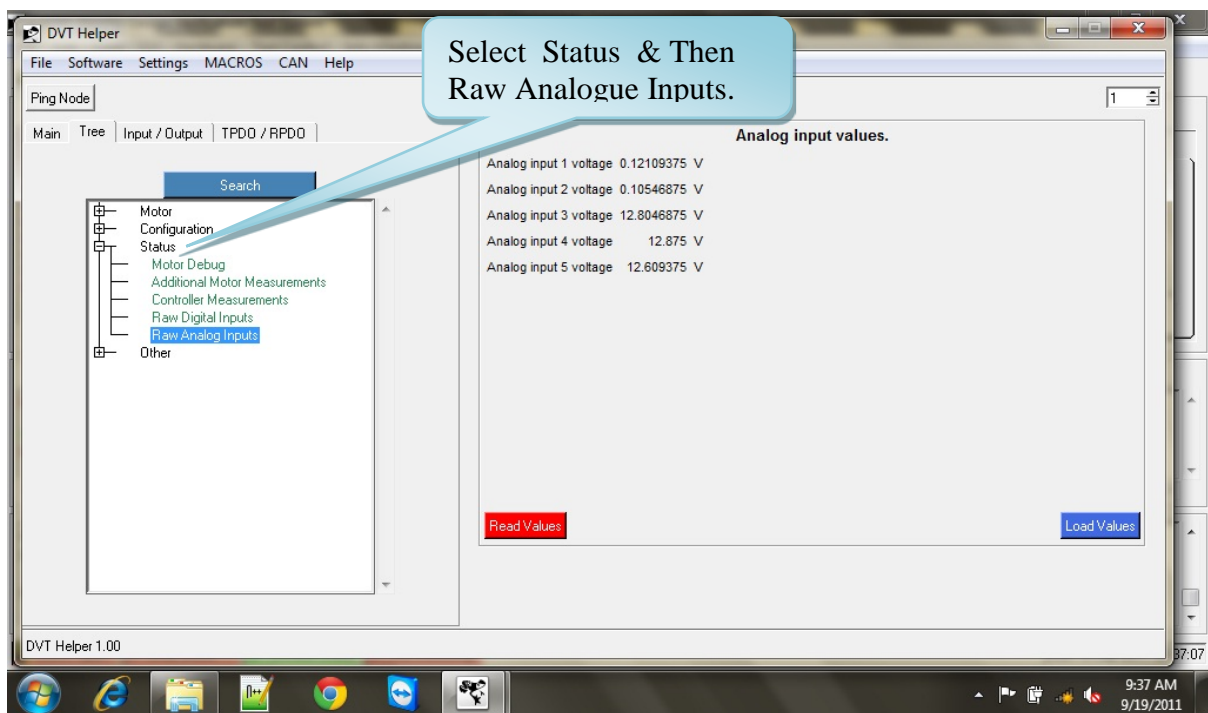 DVT Helper
Select Status & Then
Raw Analogue Inputs.
File Software Settings MACROS CAN Help
Ping Node
1
Main Tree Input / Output TPDO / RPDO
Search
Motor
Configuration
Status
Motor Debug
Additional Motor Measurements
Controller Measurements
Raw Digital Inputs
Raw Analog Inputs
Other
Analog input values.
Analog input 1 voltage 0.12109375 V
Analog input 2 voltage 0.10546875 V
Analog input 3 voltage 12.8046875 V
Analog input 4 voltage 12.875 V
Analog input 5 voltage 12.609375 V
Read Values
Load Values
DVT Helper 1.00
37:07
9:37 AM
9/19/2011